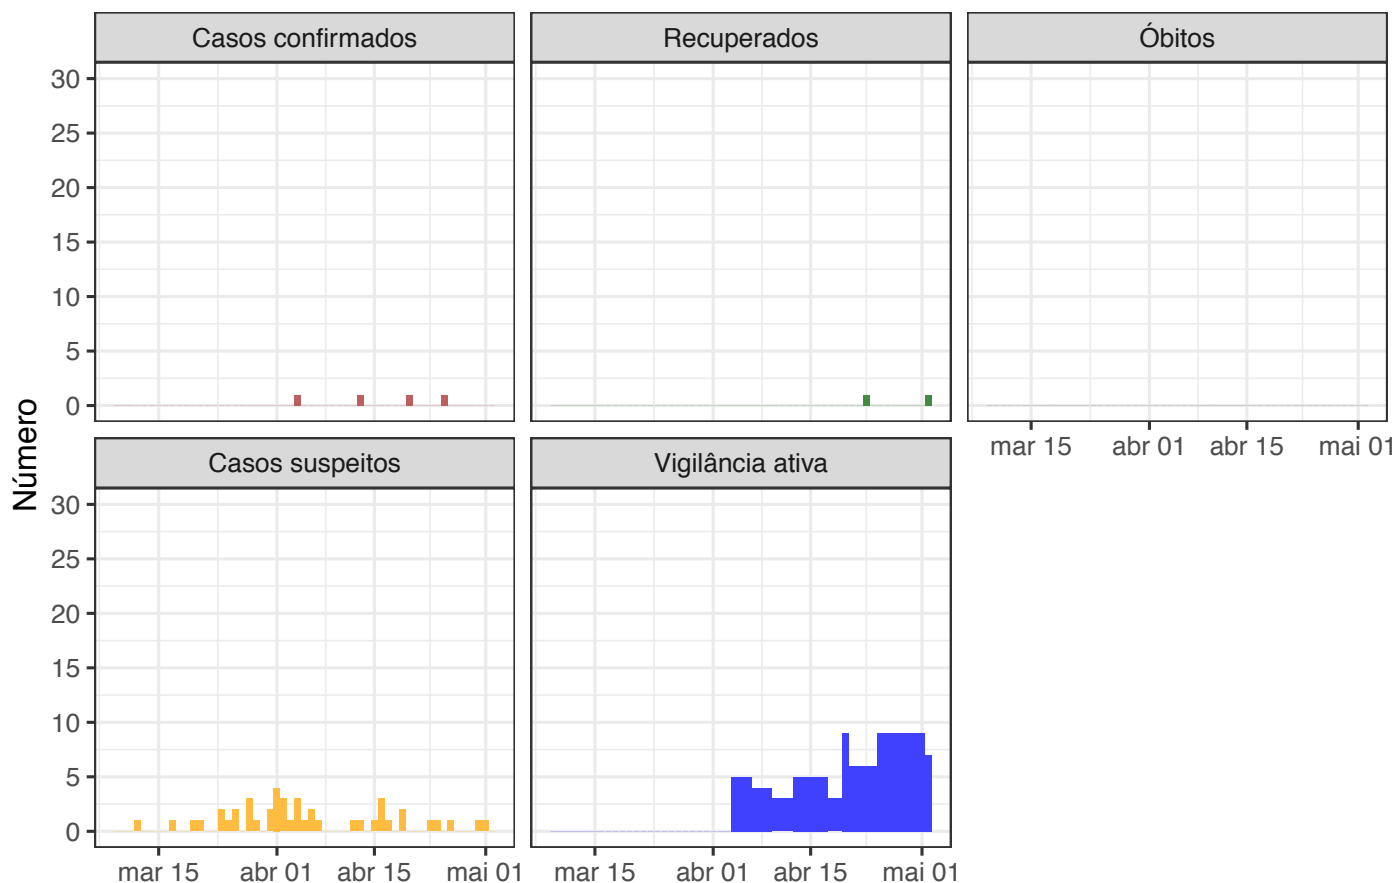 Casos confirmados
Recuperados
Óbitos
30
25
20
15
10
5
0
mar 15 abr 01 abr 15 mai 01
Número
Casos suspeitos
Vigilância ativa
30
25
20
15
10
5
0
mar 15 abr 01 abr 15 mai 01
mar 15 abr 01 abr 15 mai 01